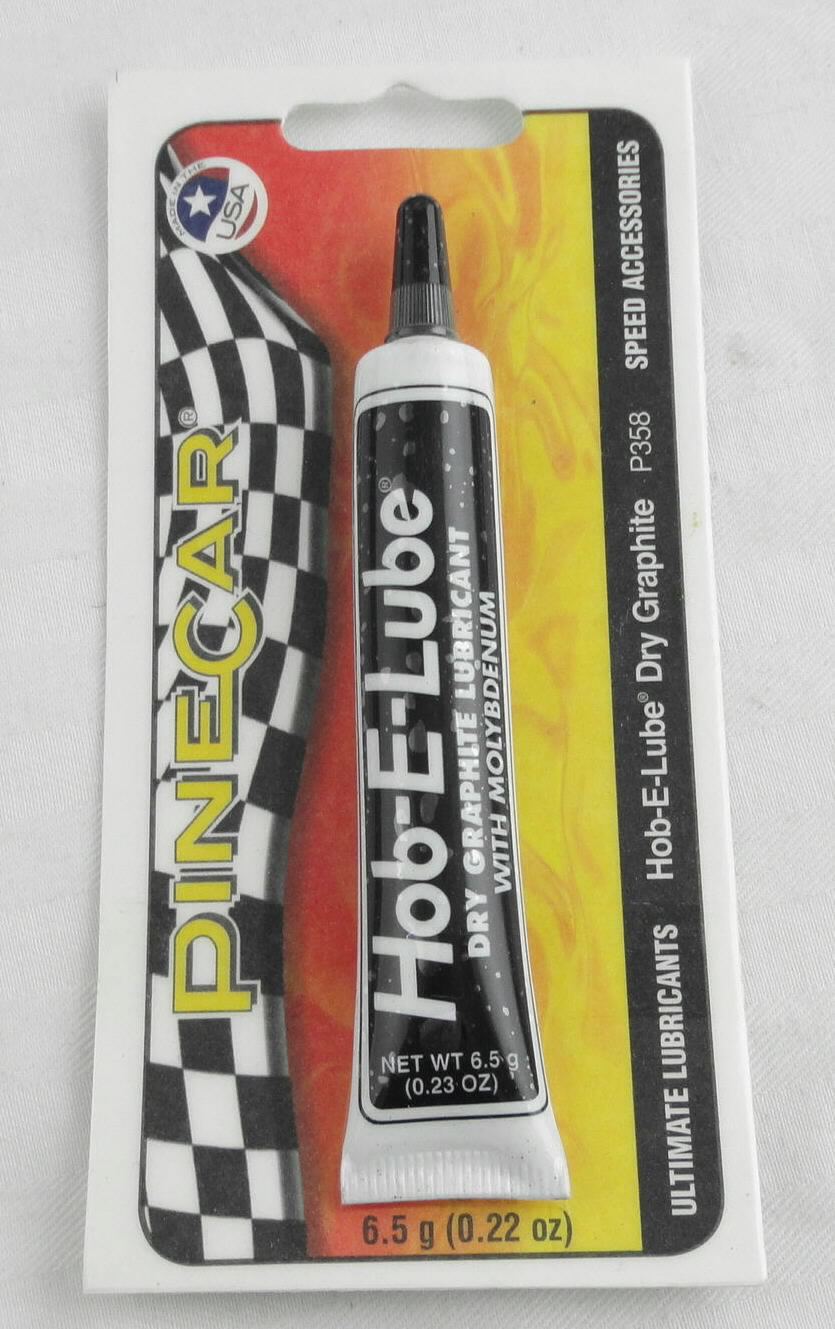 MADE IN THE
USA
PINECAR®
Hob-E-Lube®
DRY GRAPHITE LUBRICANT
WITH MOLYBDENUM
NET WT 6.5 g
(0.23 OZ)
6.5 g (0.22 oz)
ULTIMATE LUBRICANTS Hob-E-Lube® Dry Graphite P358 SPEED ACCESSORIES